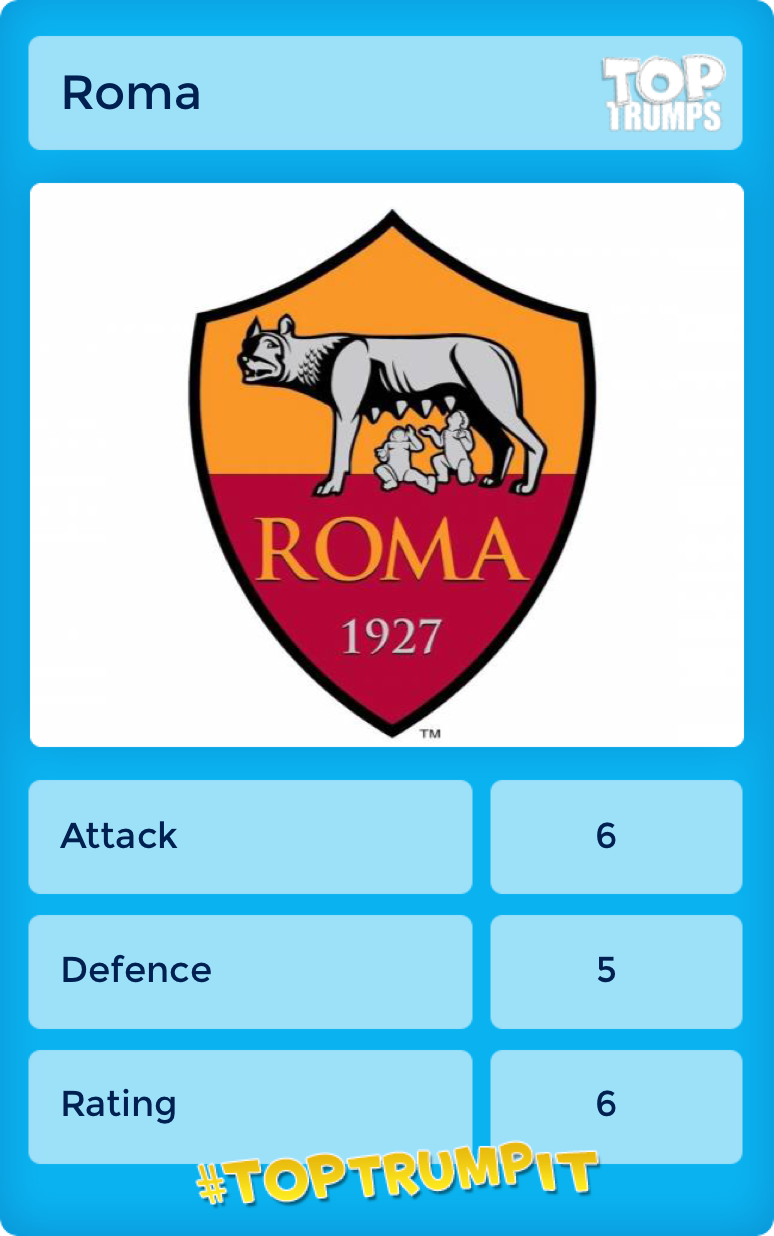 Roma
TOP
TRUMPS
ROMA
1927
TM
Attack 6
Defence 5
Rating 6
#TOPTRUMPIT